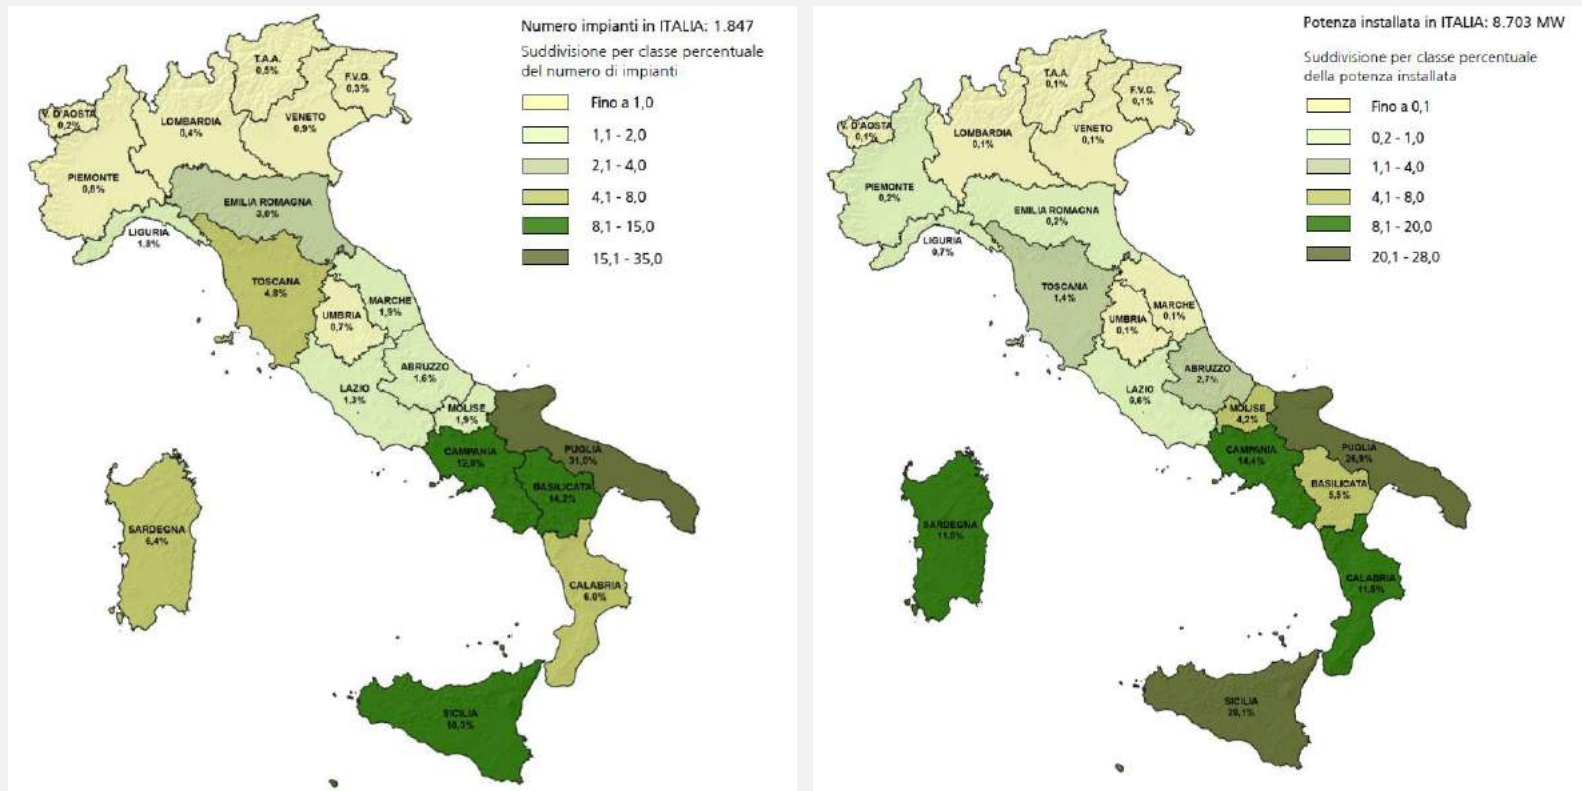 Numero impianti in ITALIA: 1.847
Suddivisione per classe percentuale
del numero di impianti
Fino a 1,0
1,1 - 2,0
2,1 - 4,0
4,1 - 8,0
8,1 - 15,0
15,1 - 35,0
T.A.A.
0,5%
F.V.G.
0,3%
V. D'AOSTA
0,2%
LOMBARDIA
0,4%
VENETO
0,9%
PIEMONTE
EMILIA ROMAGNA
3,0%
LIGURIA
1,8%
TOSCANA
4,8%
MARCHE
1,9%
UMBRIA
0,7%
ABRUZZO
1,6%
LAZIO
1,3%
MOLISE
1,9%
CAMPANIA
PUGLIA
BASILICATA
14,2%
SARDEGNA
6,4%
CALABRIA
6,0%
SICILIA
Potenza installata in ITALIA: 8.703 MW
Suddivisione per classe percentuale
della potenza installata
Fino a 0,1
0,2 - 1,0
1,1 - 4,0
4,1 - 8,0
8,1 - 20,0
20,1 - 28,0
T.A.A.
0,1%
F.V.G.
0,1%
V. D'AOSTA
0,1%
LOMBARDIA
0,1%
VENETO
0,1%
PIEMONTE
0,2%
EMILIA ROMAGNA
0,2%
LIGURIA
0,7%
TOSCANA
1,4%
MARCHE
0,1%
UMBRIA
0,1%
ABRUZZO
2,7%
LAZIO
0,6%
MOLISE
4,2%
CAMPANIA
PUGLIA
BASILICATA
5,5%
SARDEGNA
CALABRIA
SICILIA